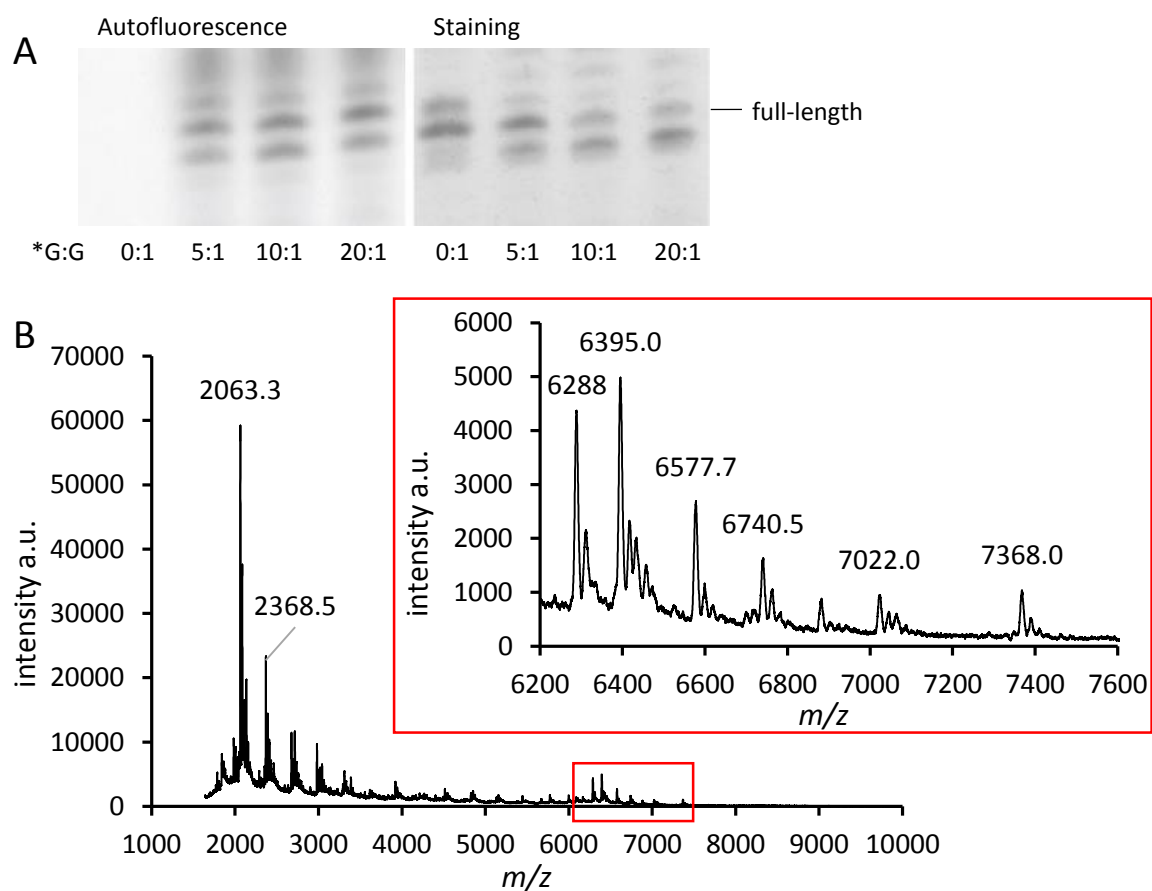 A
Autofluorescence
Staining
full-length
*G:G 0:1 5:1 10:1 20:1 0:1 5:1 10:1 20:1
B
intensity a.u.
70000
60000
50000
40000
30000
20000
10000
0
2063.3
2368.5
1000 2000 3000 4000 5000 6000 7000 8000 9000 10000
m/z
intensity a.u.
6000
5000
4000
3000
2000
1000
0
6288
6395.0
6577.7
6740.5
7022.0
7368.0
6200 6400 6600 6800 7000 7200 7400 7600
m/z